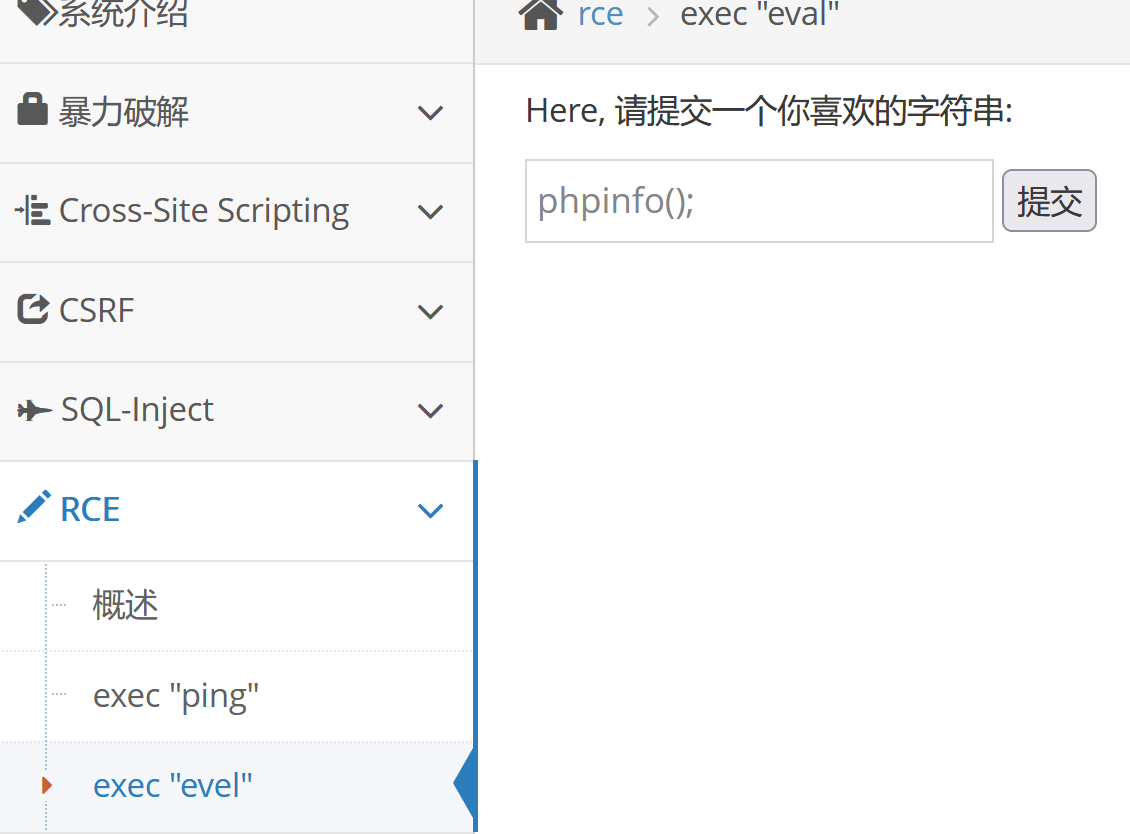 系统介绍
暴力破解
Cross-Site Scripting
CSRF
SQL-Inject
RCE
概述
exec "ping"
exec "evel"
rce > exec "eval"
Here, 请提交一个你喜欢的字符串:
phpinfo(); 提交